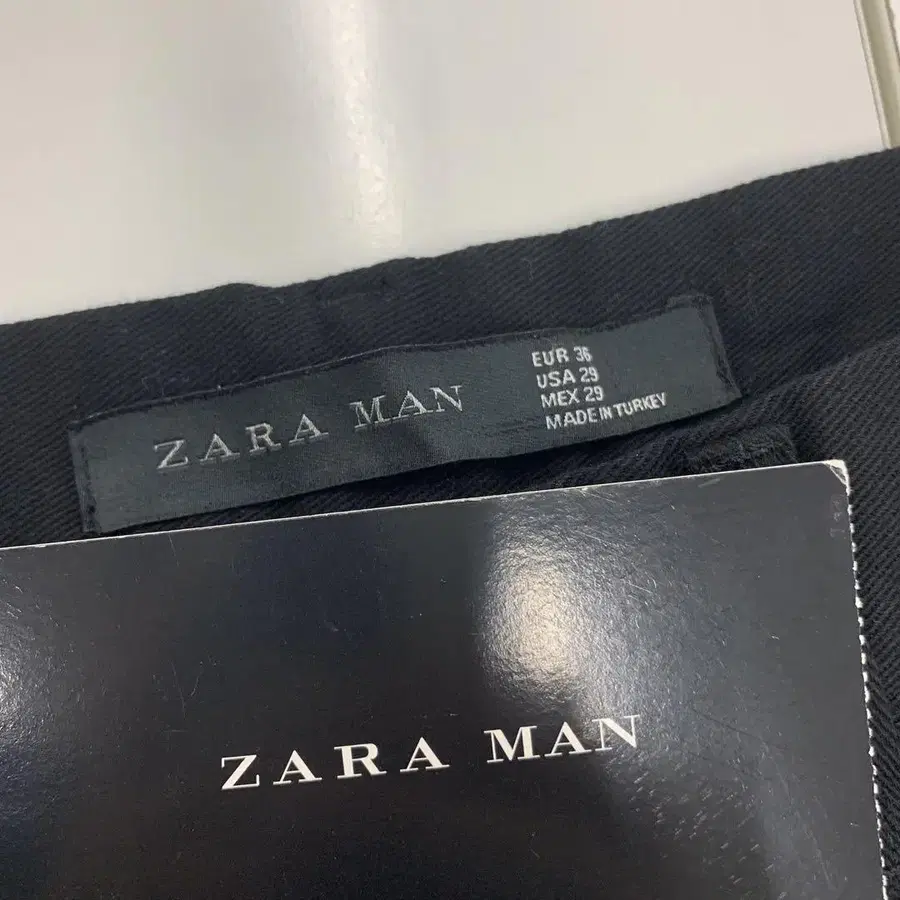 ZARA MAN
EUR 36
USA 29
MEX 29
MADE IN TURKEY
ZARA MAN